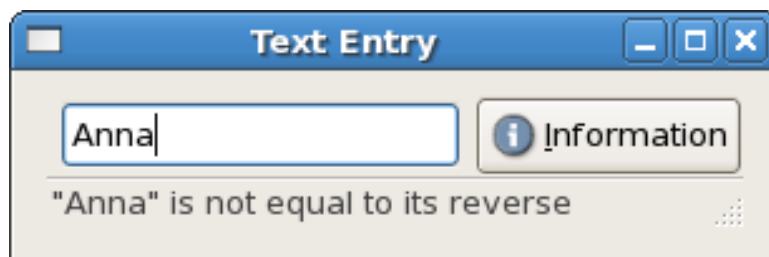 Text Entry
Anna
Information
"Anna" is not equal to its reverse